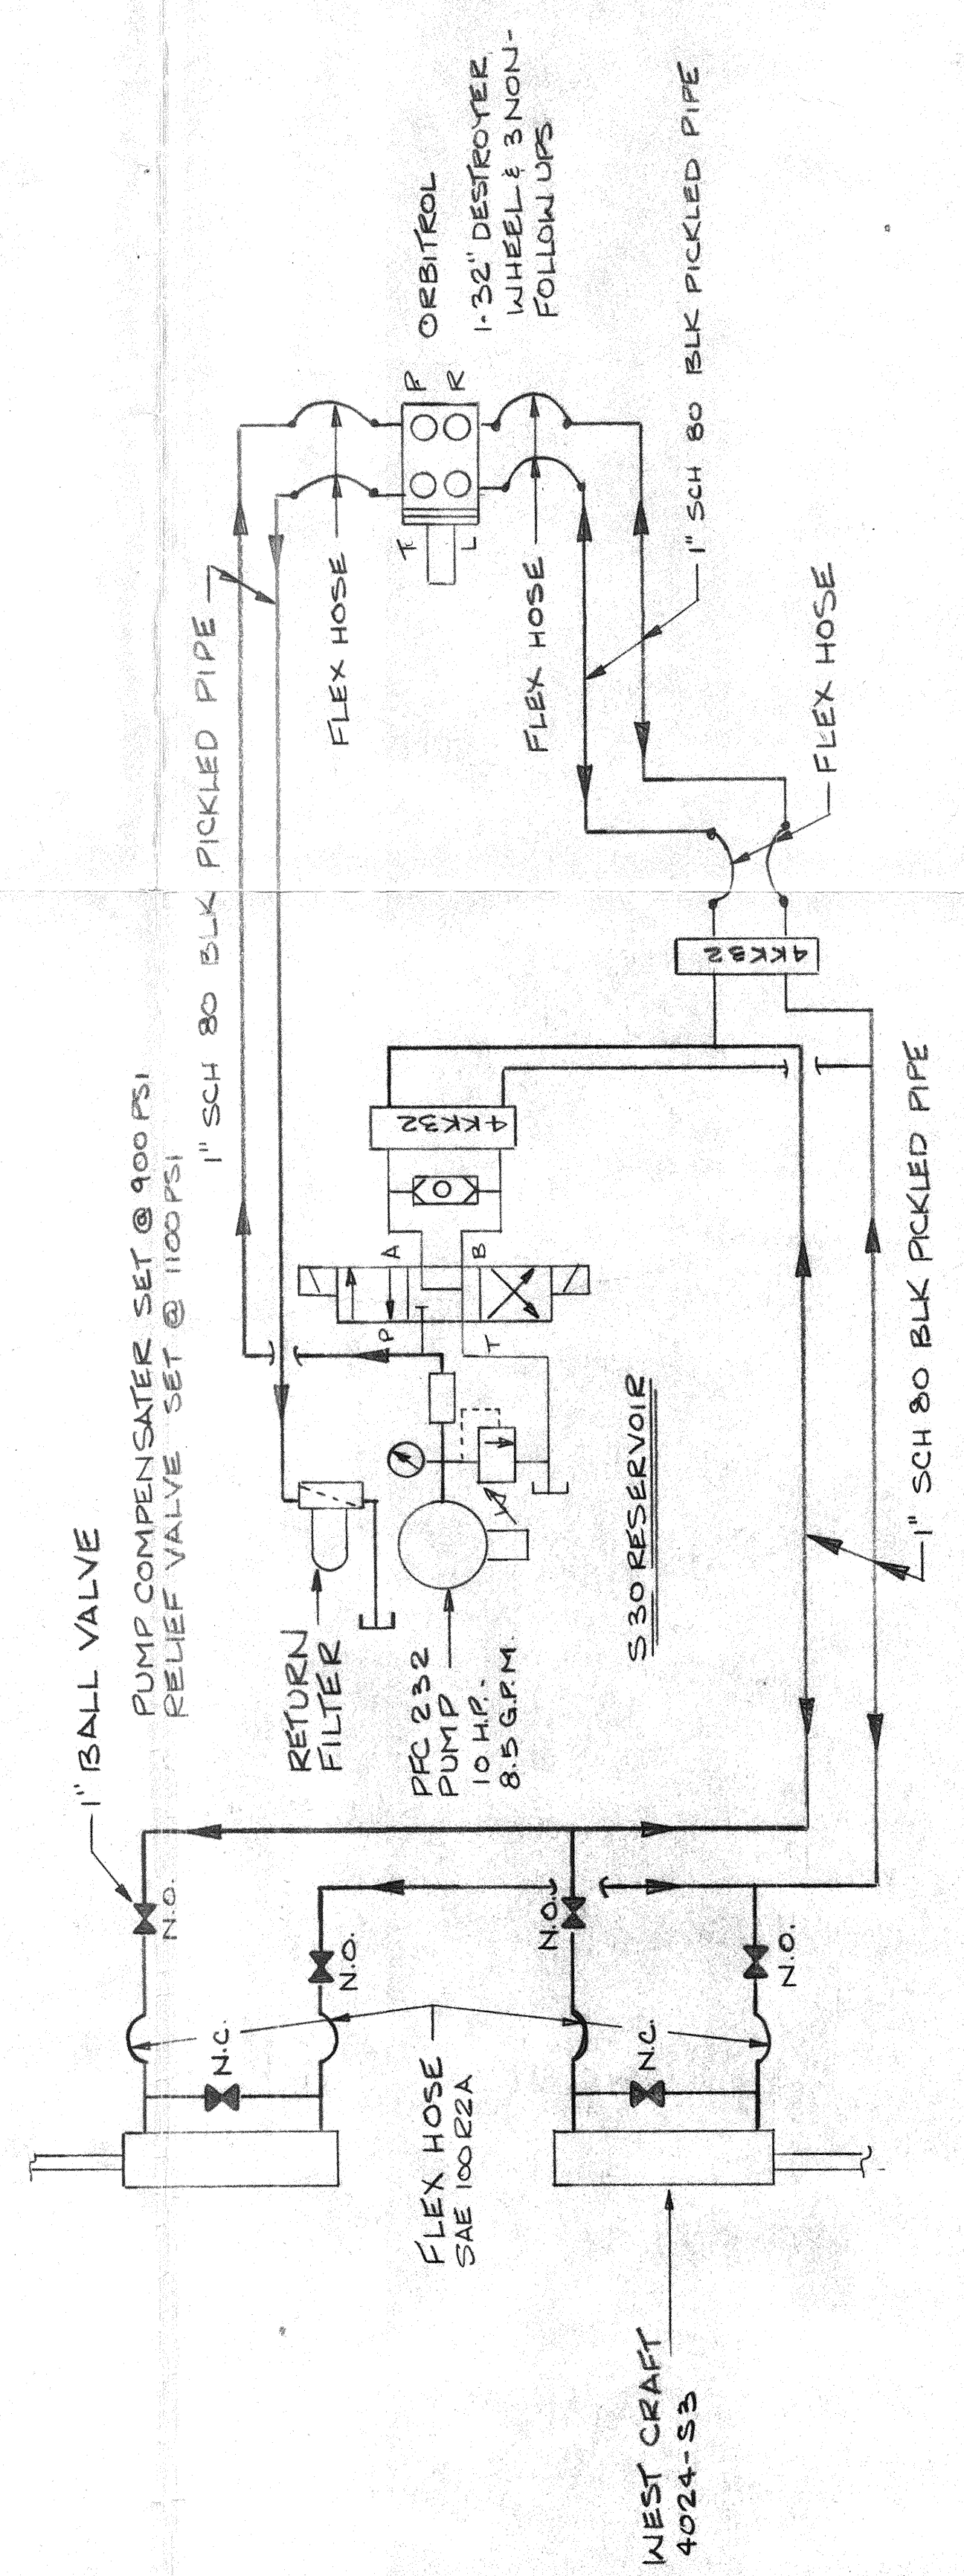 1" BALL VALVE
PUMP COMPENSATER SET @ 900 PSI
RELIEF VALVE SET @ 1100 PSI
1" SCH 80 BLK PICKLED PIPE
N.O.
N.O.
N.O.
N.O.
N.C.
N.C.
FLEX HOSE
SAE 100R2A
WEST CRAFT
4024-S3
RETURN
FILTER
PFC 232
PUMP
10 H.P. -
8.5 G.P.M.
S30 RESERVOIR
P
T
A
B
4KK32
4KK32
FLEX HOSE
FLEX HOSE
FLEX HOSE
T
L
P
R
ORBITROL
1-32" DESTROYER
WHEEL & 3 NON-
FOLLOW UPS
1" SCH 80 BLK PICKLED PIPE
1" SCH 80 BLK PICKLED PIPE